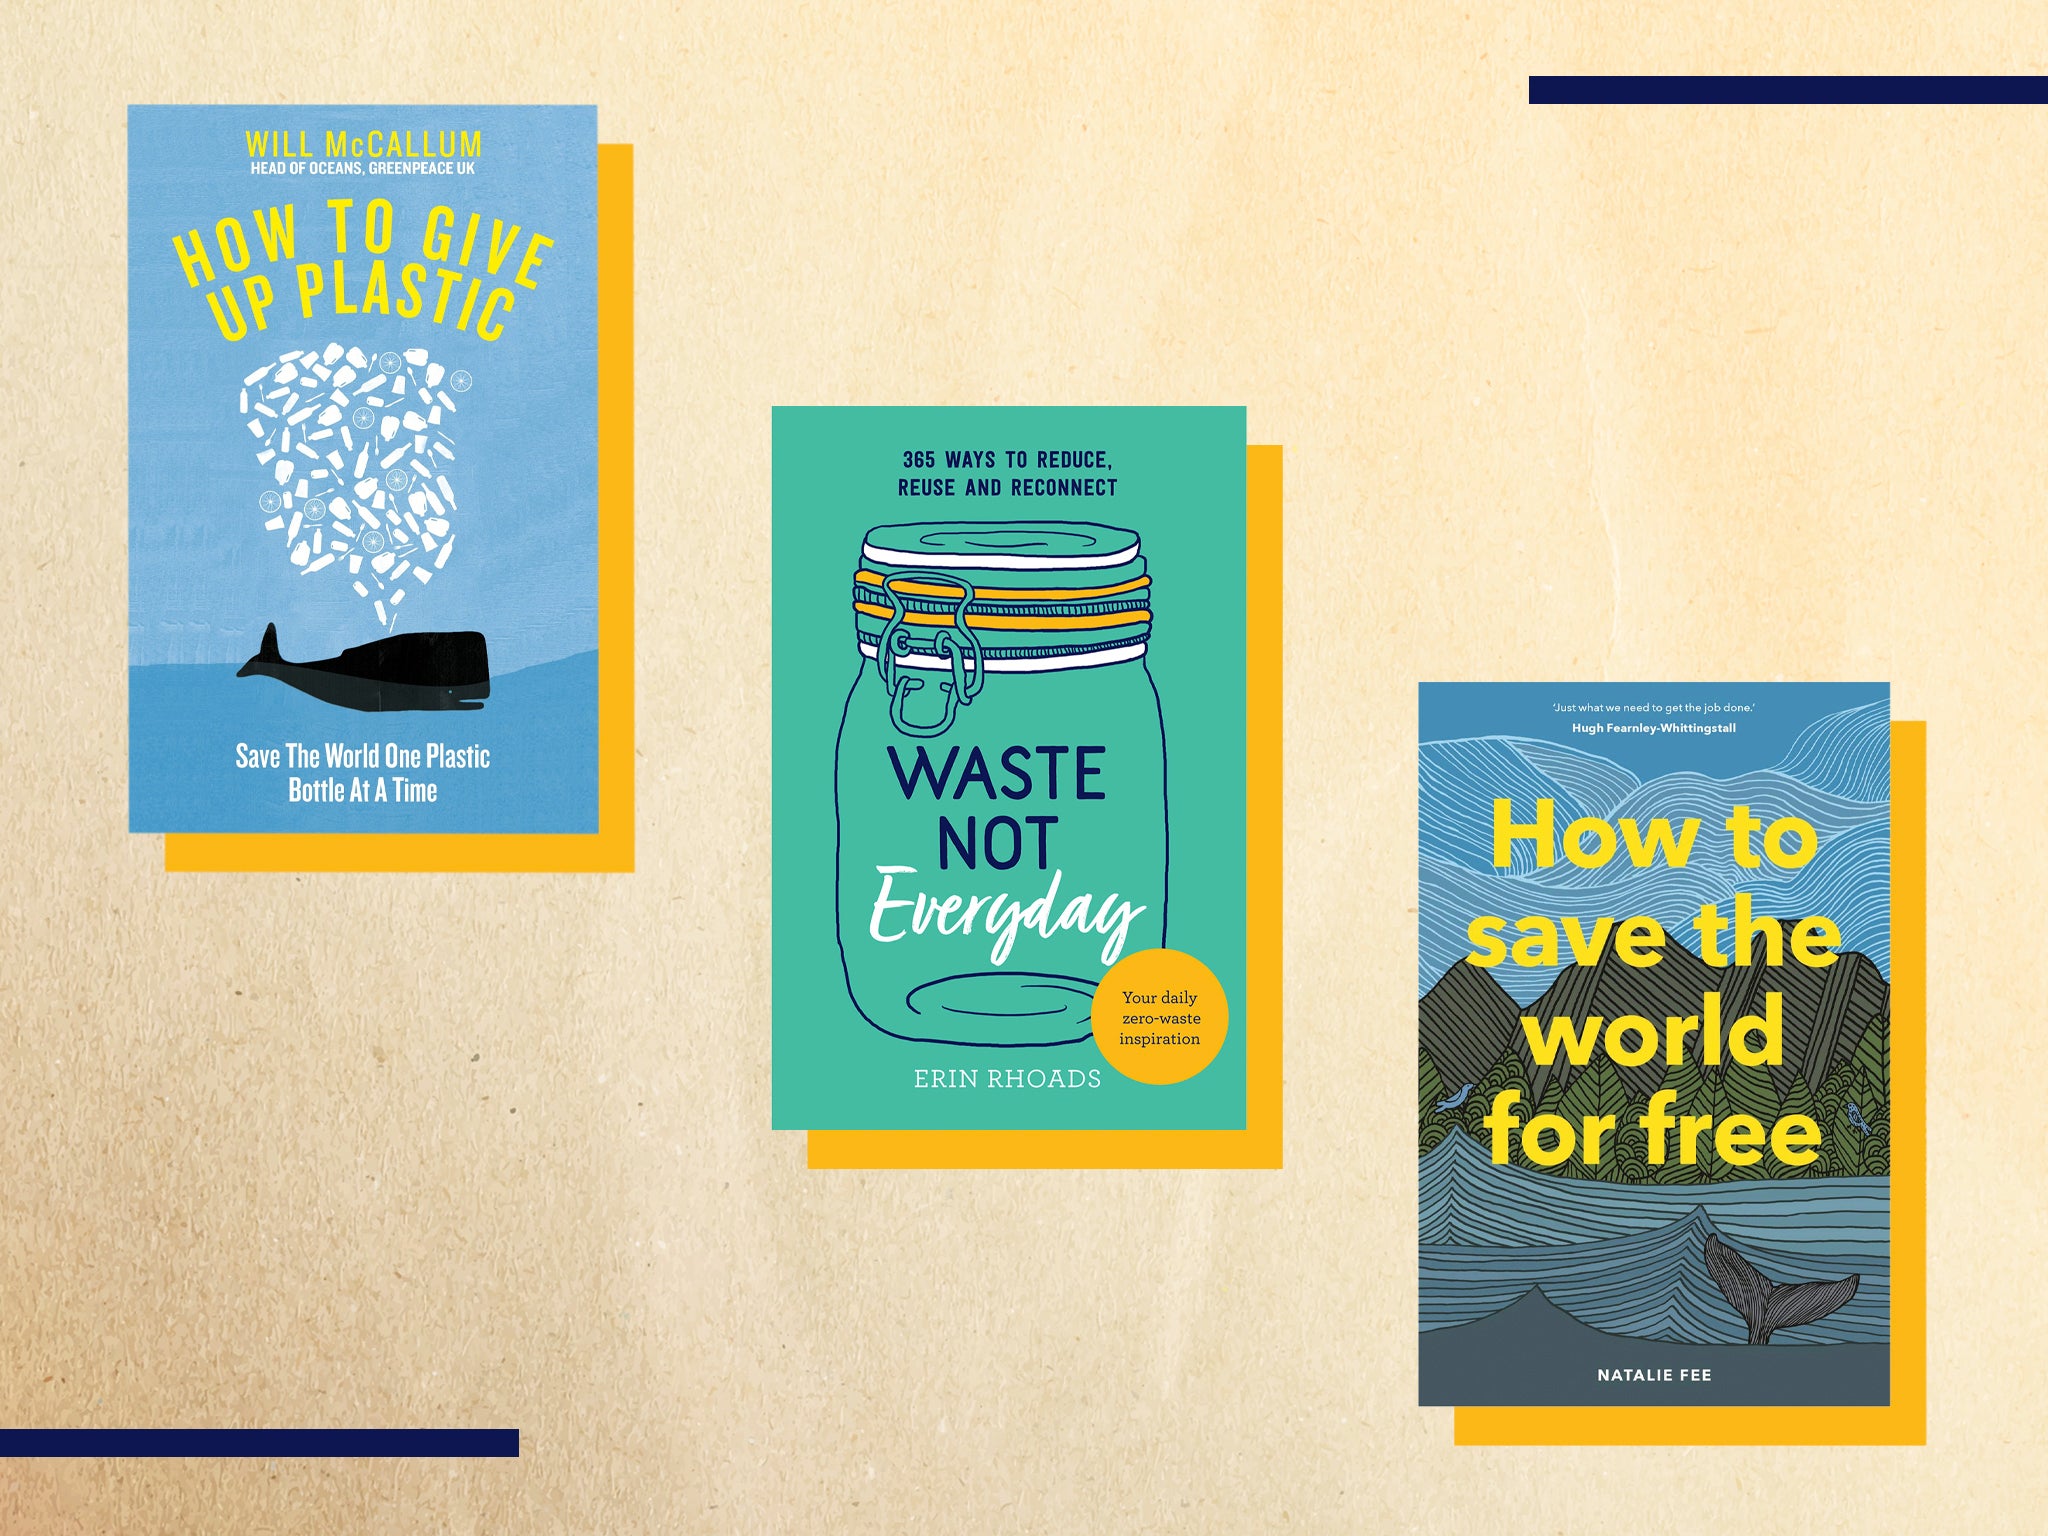 WILL McCALLUM
HEAD OF OCEANS, GREENPEACE UK
HOW TO GIVE
UP PLASTIC
Save The World One Plastic
Bottle At A Time
365 WAYS TO REDUCE,
REUSE AND RECONNECT
WASTE
NOT
Everyday
Your daily
zero-waste
inspiration
ERIN RHOADS
'Just what we need to get the job done.'
Hugh Fearnley-Whittingstall
How to
save the
world
for free
NATALIE FEE